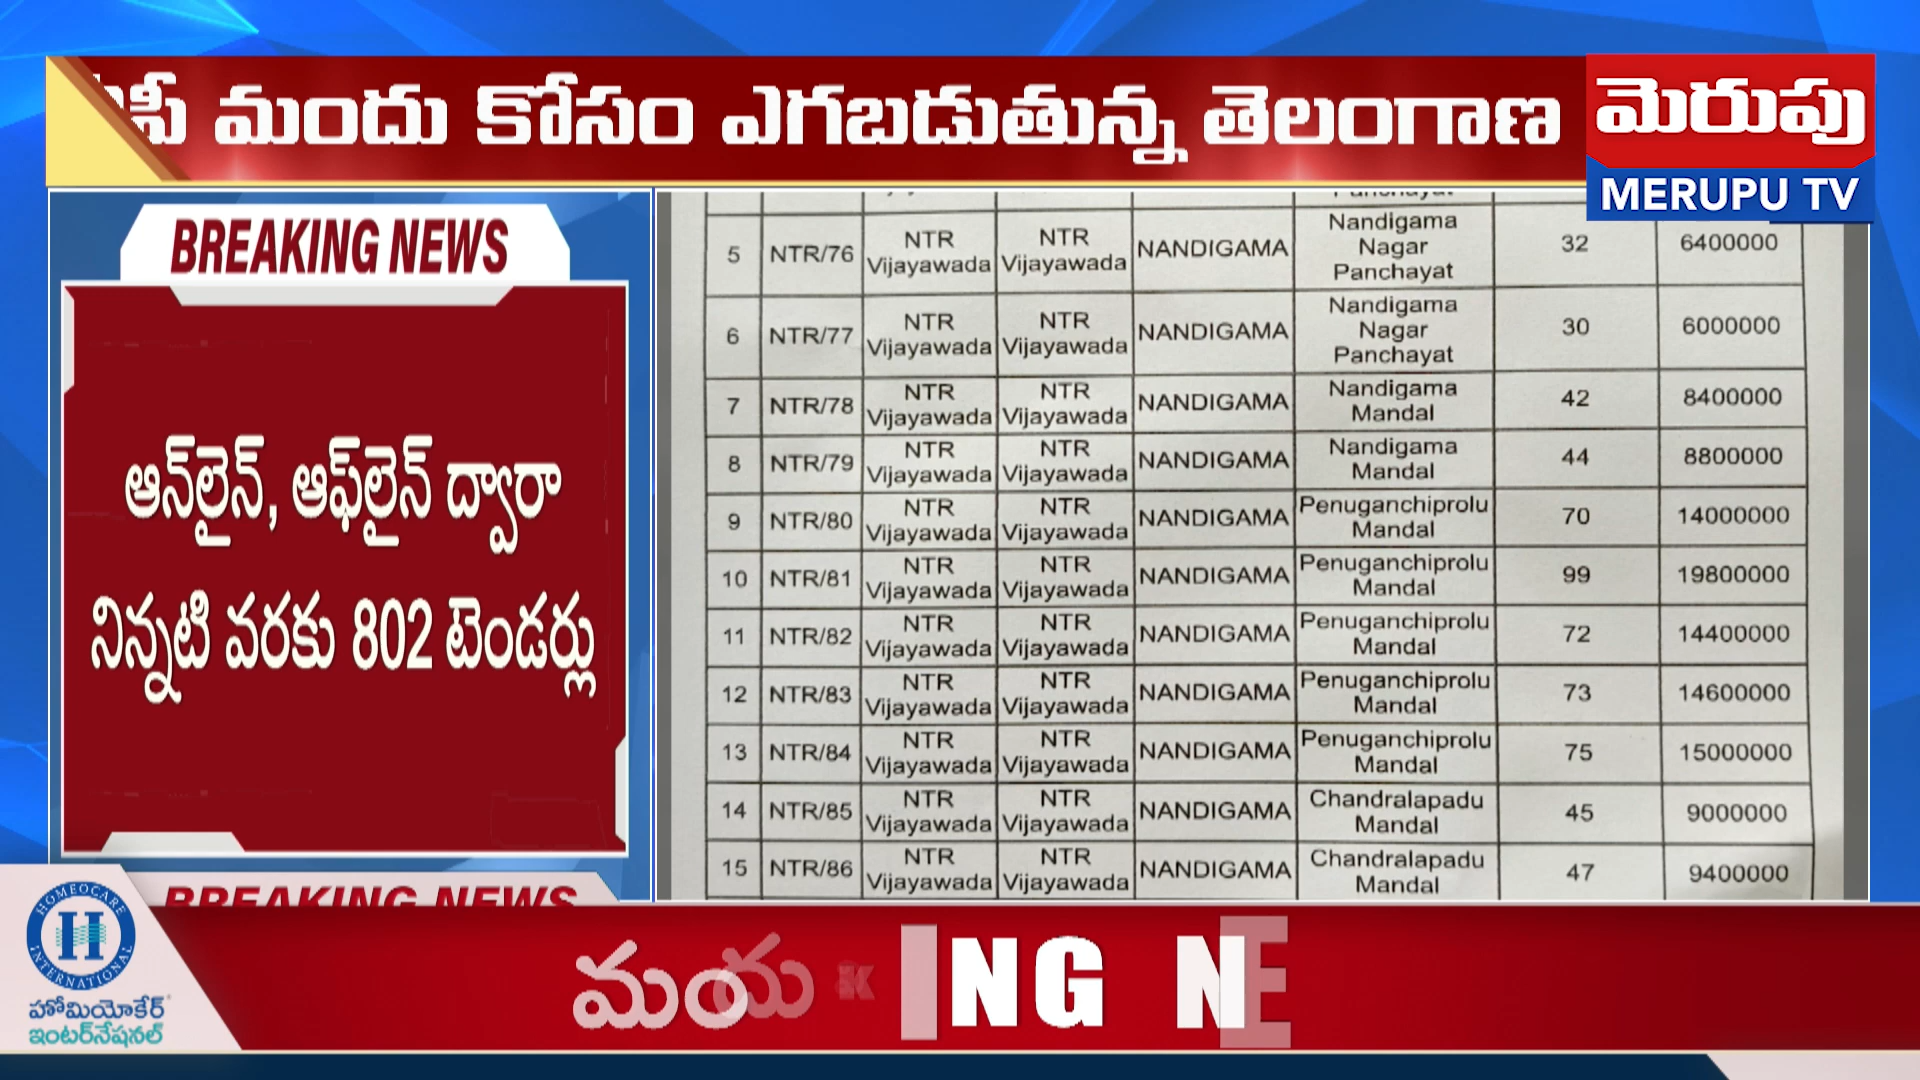 మందు కోసం ఎగబడుతున్న తెలంగాణ
మెరుపు
MERUPU TV
BREAKING NEWS
ఆన్‌లైన్, ఆఫ్‌లైన్ ద్వారా
నిన్నటి వరకు 802 టెండర్లు
Panchayat
5 NTR/76 NTR Vijayawada NTR Vijayawada NANDIGAMA Nandigama Nagar Panchayat 32 6400000
6 NTR/77 NTR Vijayawada NTR Vijayawada NANDIGAMA Nandigama Nagar Panchayat 30 6000000
7 NTR/78 NTR Vijayawada NTR Vijayawada NANDIGAMA Nandigama Mandal 42 8400000
8 NTR/79 NTR Vijayawada NTR Vijayawada NANDIGAMA Nandigama Mandal 44 8800000
9 NTR/80 NTR Vijayawada NTR Vijayawada NANDIGAMA Penuganchiprolu Mandal 70 14000000
10 NTR/81 NTR Vijayawada NTR Vijayawada NANDIGAMA Penuganchiprolu Mandal 99 19800000
11 NTR/82 NTR Vijayawada NTR Vijayawada NANDIGAMA Penuganchiprolu Mandal 72 14400000
12 NTR/83 NTR Vijayawada NTR Vijayawada NANDIGAMA Penuganchiprolu Mandal 73 14600000
13 NTR/84 NTR Vijayawada NTR Vijayawada NANDIGAMA Penuganchiprolu Mandal 75 15000000
14 NTR/85 NTR Vijayawada NTR Vijayawada NANDIGAMA Chandralapadu Mandal 45 9000000
15 NTR/86 NTR Vijayawada NTR Vijayawada NANDIGAMA Chandralapadu Mandal 47 9400000
BREAKING NEWS
HOMEOCARE
H
INTERNATIONAL
హోమియోకేర్
ఇంటర్‌నేషనల్